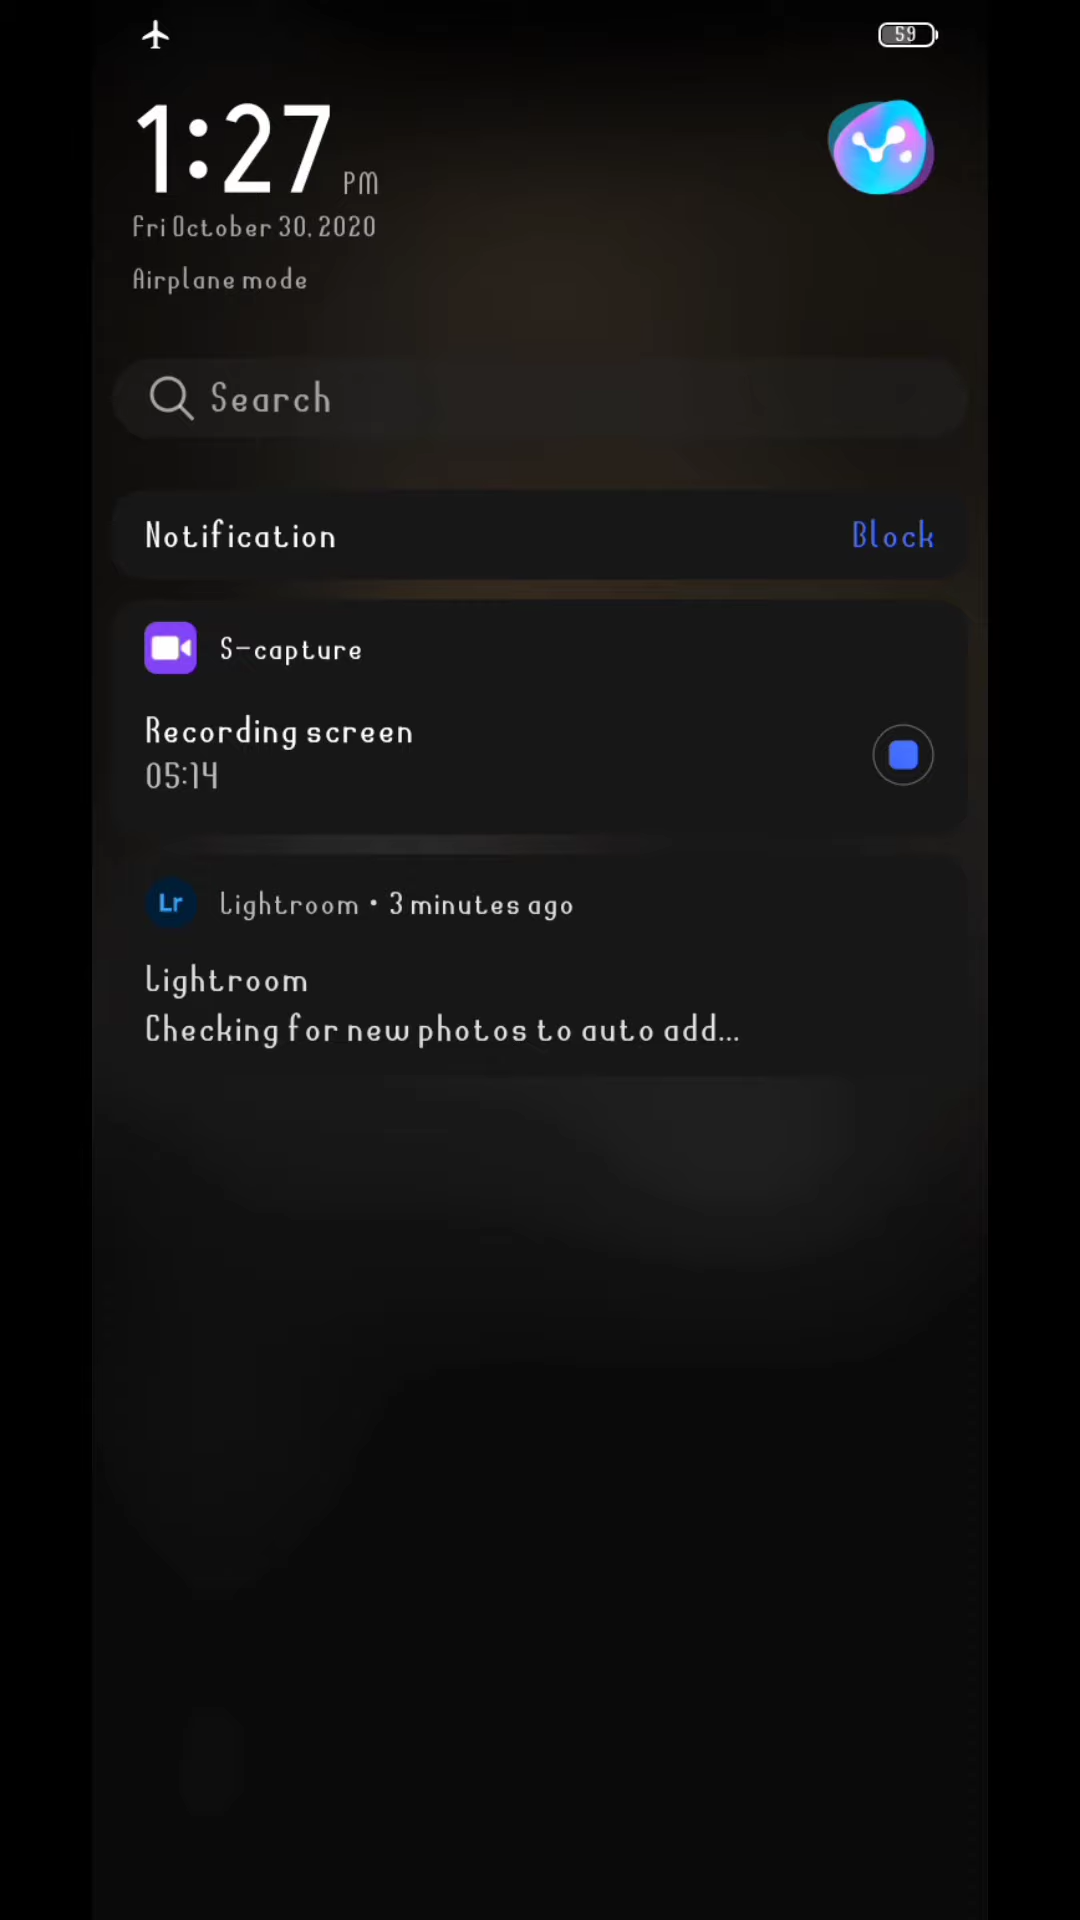 59
1:27 PM
Fri October 30, 2020
Airplane mode
Search
Notification Block
S-capture
Recording screen
05:14
Lr Lightroom • 3 minutes ago
Lightroom
Checking for new photos to auto add...